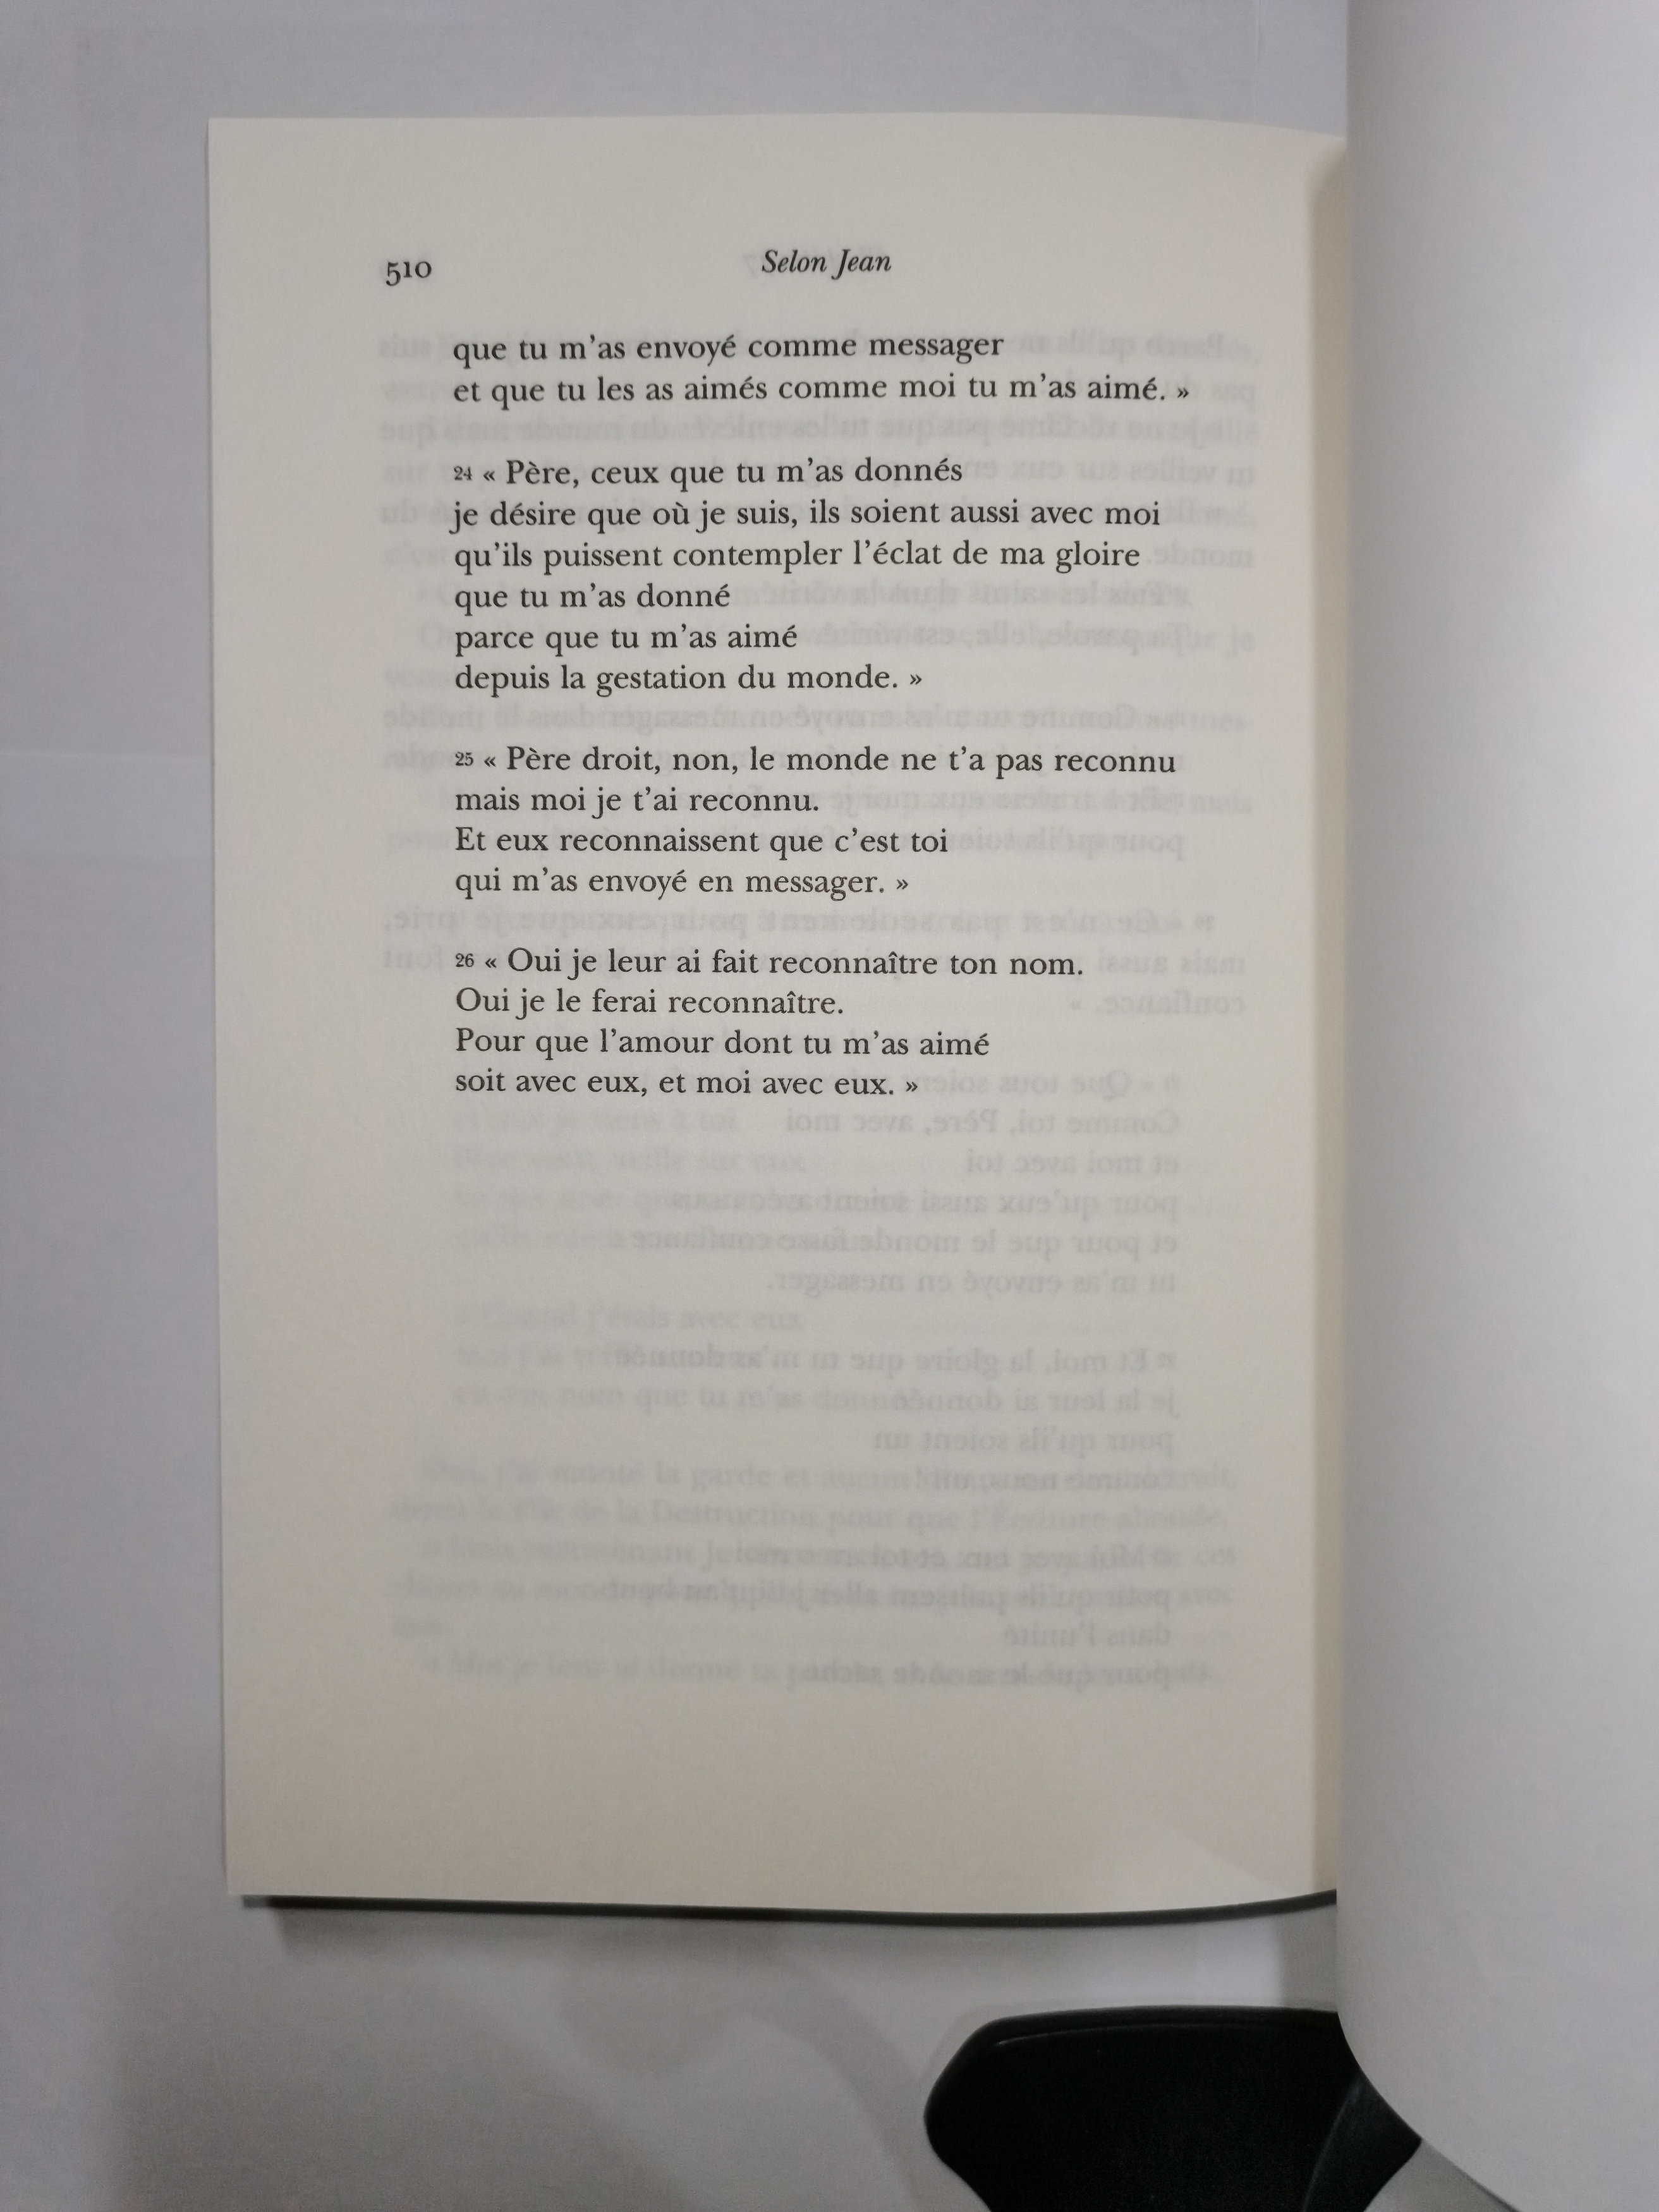 510
Selon Jean
que tu m'as envoyé comme messager
et que tu les as aimés comme moi tu m'as aimé. »
24 « Père, ceux que tu m'as donnés
je désire que où je suis, ils soient aussi avec moi
qu'ils puissent contempler l'éclat de ma gloire
que tu m'as donné
parce que tu m'as aimé
depuis la gestation du monde. »
25 « Père droit, non, le monde ne t'a pas reconnu
mais moi je t'ai reconnu.
Et eux reconnaissent que c'est toi
qui m'as envoyé en messager. »
26 « Oui je leur ai fait reconnaître ton nom.
Oui je le ferai reconnaître.
Pour que l'amour dont tu m'as aimé
soit avec eux, et moi avec eux. »